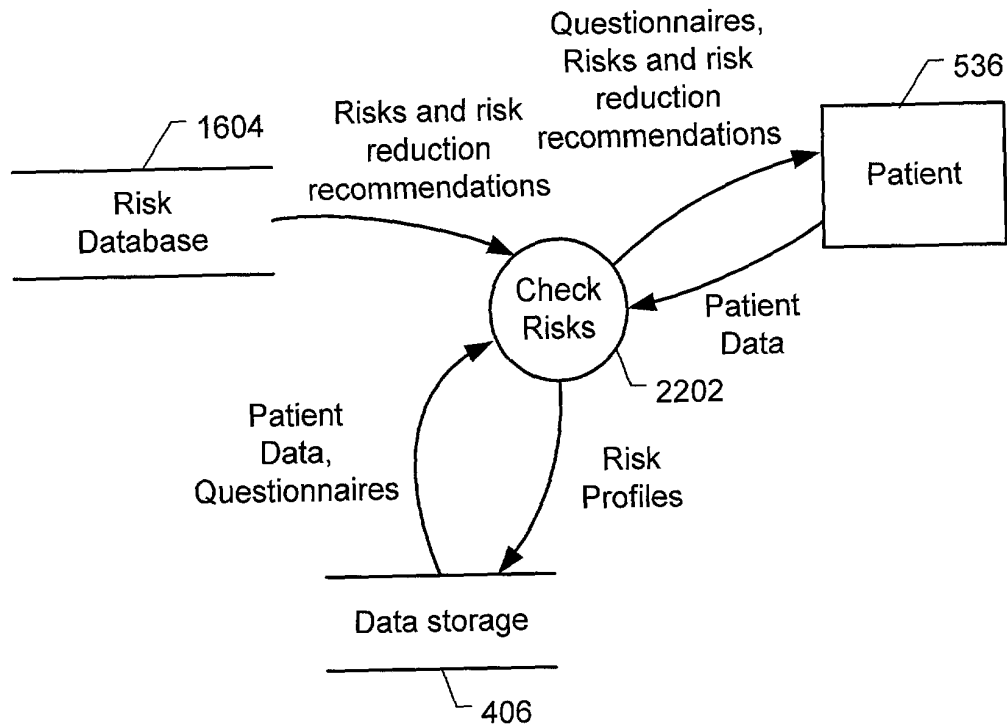 Questionnaires,
Risks and risk
reduction
recommendations
536
1604
Risks and risk
reduction
recommendations
Patient
Risk
Database
Check
Risks
Patient
Data
2202
Patient
Data,
Questionnaires
Risk
Profiles
Data storage
406